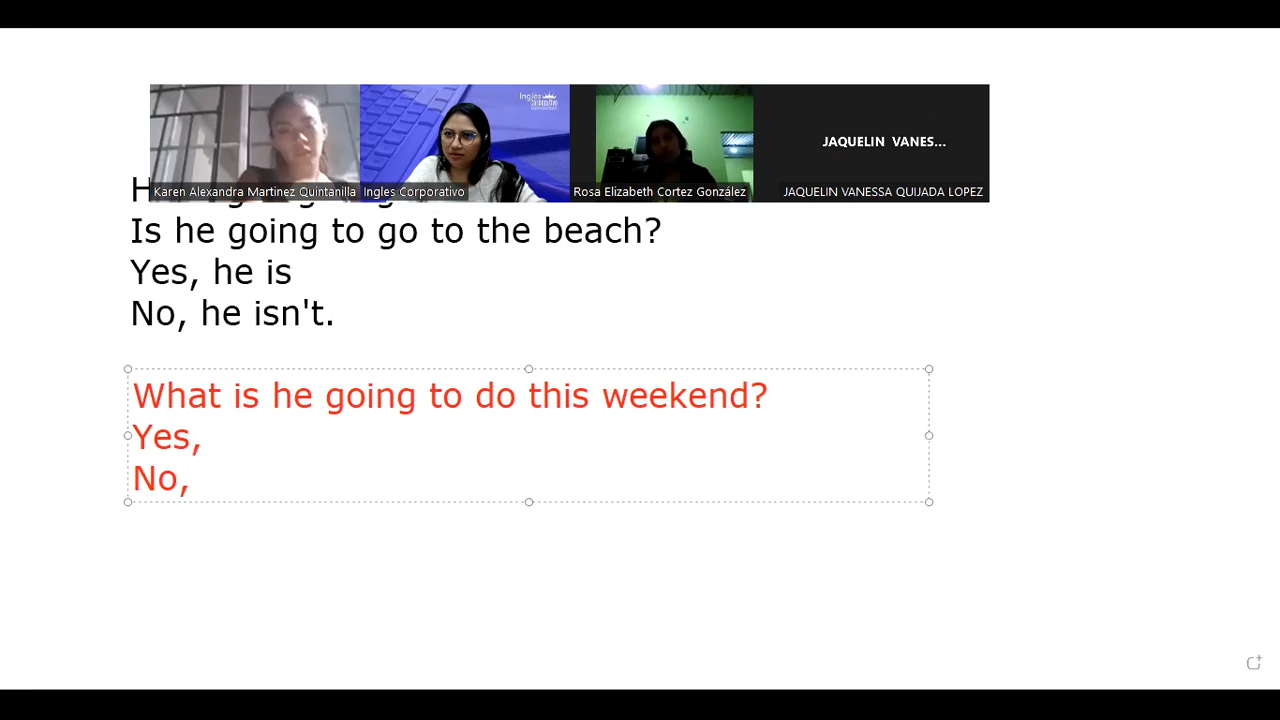 Inglés
Corporativo
JAQUELIN VANES...
Karen Alexandra Martinez Quintanilla
Ingles Corporativo
Rosa Elizabeth Cortez González
JAQUELIN VANESSA QUIJADA LOPEZ
Is he going to go to the beach?
Yes, he is
No, he isn't.
What is he going to do this weekend?
Yes,
No,